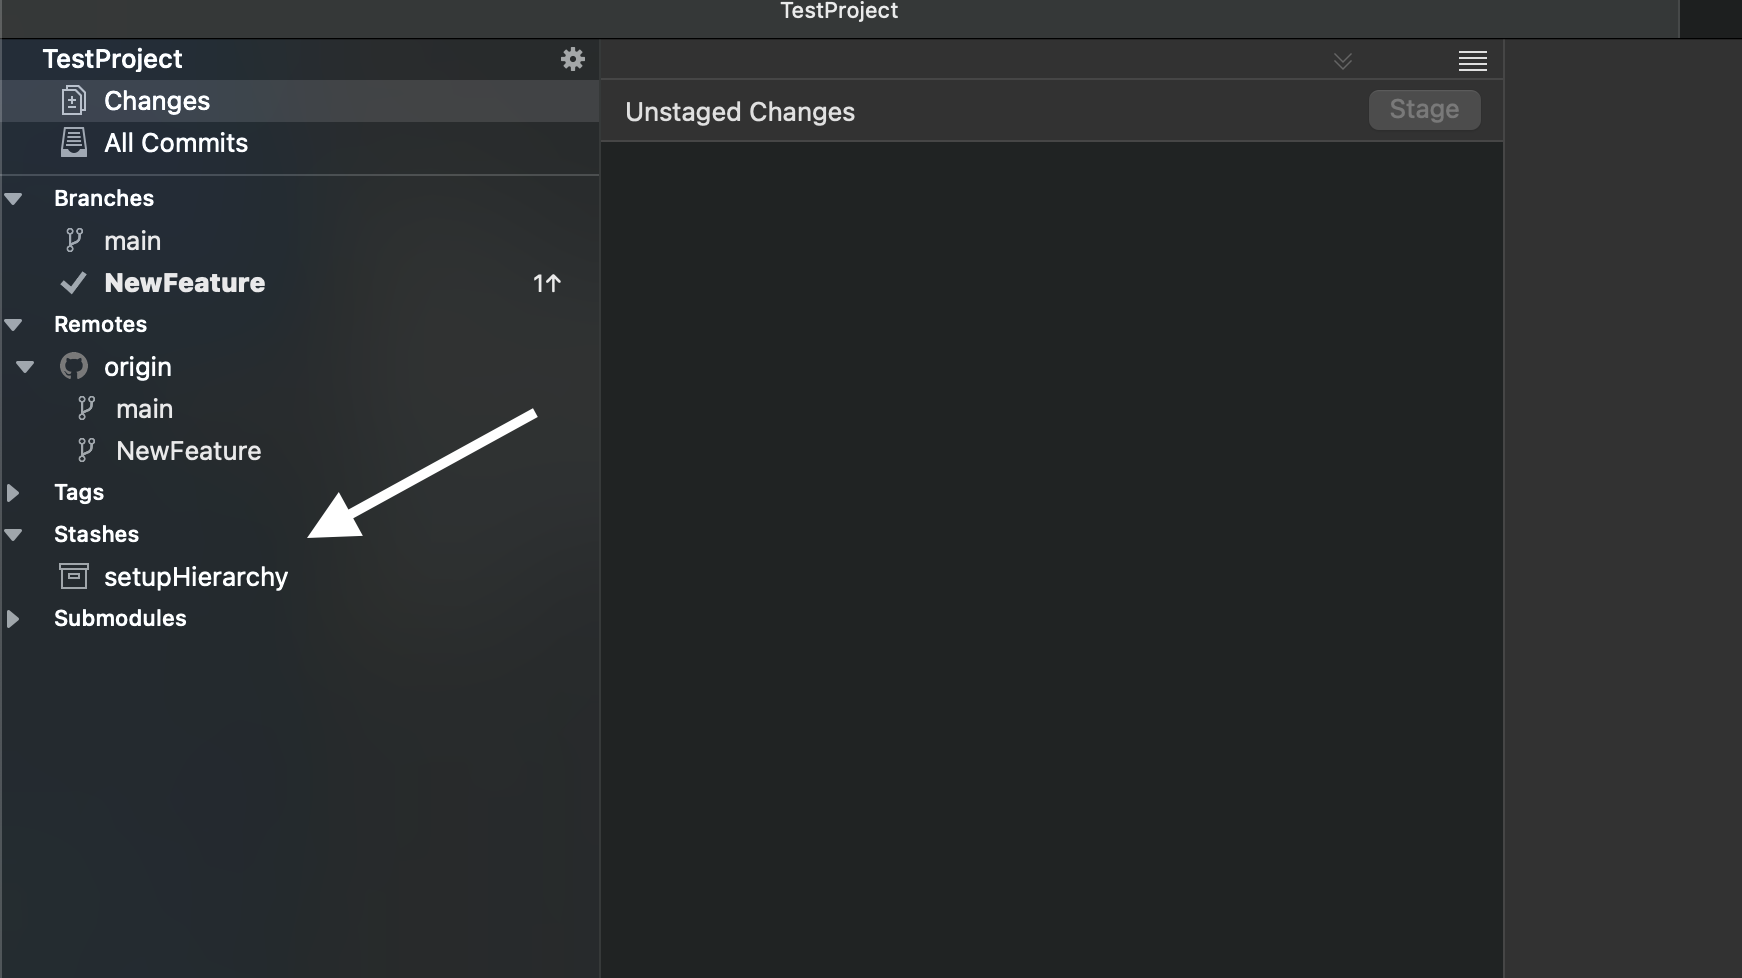 TestProject
TestProject
Changes
All Commits
Branches
main
NewFeature 1↑
Remotes
origin
main
NewFeature
Tags
Stashes
setupHierarchy
Submodules
Unstaged Changes Stage